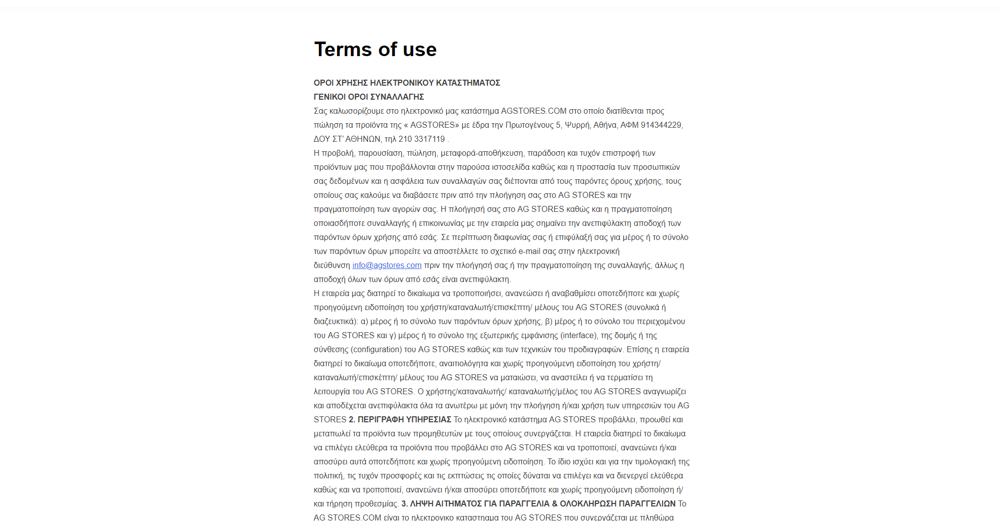 Terms of use
ΟΡΟΙ ΧΡΗΣΗΣ ΗΛΕΚΤΡΟΝΙΚΟΥ ΚΑΤΑΣΤΗΜΑΤΟΣ
ΓΕΝΙΚΟΙ ΟΡΟΙ ΣΥΝΑΛΛΑΓΗΣ
Σας καλωσορίζουμε στο ηλεκτρονικό μας κατάστημα AGSTORES.COM στο οποίο διατίθενται προς
πώληση τα προϊόντα της « AGSTORES» με έδρα την Πρωτογένους 5, Ψυρρή, Αθήνα, ΑΦΜ 914344229,
ΔΟΥ ΣΤ’ ΑΘΗΝΩΝ, τηλ 210 3317119 .
Η προβολή, παρουσίαση, πώληση, μεταφορά-αποθήκευση, παράδοση και τυχόν επιστροφή των
προϊόντων μας που προβάλλονται στην παρούσα ιστοσελίδα καθώς και η προστασία των προσωπικών
σας δεδομένων και η ασφάλεια των συναλλαγών σας διέπονται από τους παρόντες όρους χρήσης, τους
οποίους σας καλούμε να διαβάσετε πριν από την πλοήγηση σας στο AG STORES και την
πραγματοποίηση των αγορών σας. Η πλοήγησή σας στο AG STORES καθώς και η πραγματοποίηση
οποιασδήποτε συναλλαγής ή επικοινωνίας με την εταιρεία μας σημαίνει την ανεπιφύλακτη αποδοχή των
παρόντων όρων χρήσης από εσάς. Σε περίπτωση διαφωνίας σας ή επιφύλαξή σας για μέρος ή το σύνολο
των παρόντων όρων μπορείτε να αποστέλλετε το σχετικό e-mail σας στην ηλεκτρονική
διεύθυνση info@agstores.com πριν την πλοήγησή σας ή την πραγματοποίηση της συναλλαγής, άλλως η
αποδοχή όλων των όρων από εσάς είναι ανεπιφύλακτη.
Η εταιρεία μας διατηρεί το δικαίωμα να τροποποιήσει, ανανεώσει ή αναβαθμίσει οποτεδήποτε και χωρίς
προηγούμενη ειδοποίηση του χρήστη/καταναλωτή/επισκέπτη/ μέλους του AG STORES (συνολικά ή
διαζευκτικά): α) μέρος ή το σύνολο των παρόντων όρων χρήσης, β) μέρος ή το σύνολο του περιεχομένου
του AG STORES και γ) μέρος ή το σύνολο της εξωτερικής εμφάνισης (interface), της δομής ή της
σύνθεσης (configuration) του AG STORES καθώς και των τεχνικών του προδιαγραφών. Επίσης η εταιρεία
διατηρεί το δικαίωμα οποτεδήποτε, αναιτιολόγητα και χωρίς προηγούμενη ειδοποίηση του χρήστη/
καταναλωτή/επισκέπτη/ μέλους του AG STORES να ματαιώσει, να αναστείλει ή να τερματίσει τη
λειτουργία του AG STORES. Ο χρήστης/καταναλωτής/ καταναλωτής/μέλος του AG STORES αναγνωρίζει
και αποδέχεται ανεπιφύλακτα όλα τα ανωτέρω με μόνη την πλοήγηση ή/και χρήση των υπηρεσιών του AG
STORES 2. ΠΕΡΙΓΡΑΦΗ ΥΠΗΡΕΣΙΑΣ Το ηλεκτρονικό κατάστημα AG STORES προβάλλει, προωθεί και
μεταπωλεί τα προϊόντα των προμηθευτών με τους οποίους συνεργάζεται. Η εταιρεία διατηρεί το δικαίωμα
να επιλέγει ελεύθερα τα προϊόντα που προβάλλει στο AG STORES και να τροποποιεί, ανανεώνει ή/και
αποσύρει αυτά οποτεδήποτε και χωρίς προηγούμενη ειδοποίηση. Το ίδιο ισχύει και για την τιμολογιακή της
πολιτική, τις τυχόν προσφορές και τις εκπτώσεις τις οποίες δύναται να επιλέγει και να διενεργεί ελεύθερα
καθώς και να τροποποιεί, ανανεώνει ή/και αποσύρει οποτεδήποτε και χωρίς προηγούμενη ειδοποίηση ή/
και τήρηση προθεσμίας. 3. ΛΗΨΗ ΑΙΤΗΜΑΤΟΣ ΓΙΑ ΠΑΡΑΓΓΕΛΙΑ & ΟΛΟΚΛΗΡΩΣΗ ΠΑΡΑΓΓΕΛΙΩΝ Το
AG STORES.COM είναι το ηλεκτρονικο καταστηαμα του AG STORES που συνεργάζεται με πληθώρα